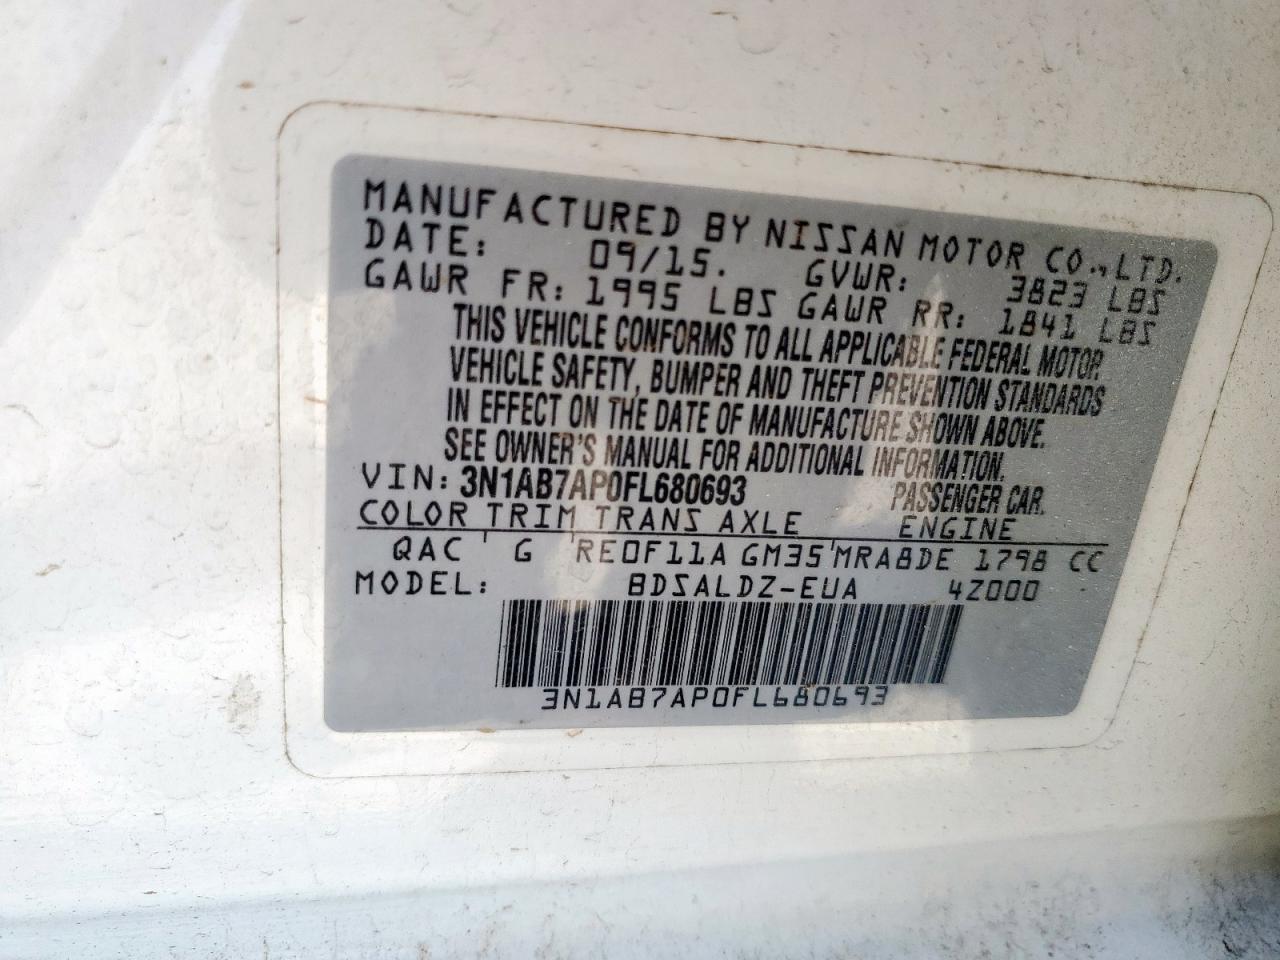 MANUFACTURED BY NISSAN MOTOR CO.,LTD.
DATE: 09/15. GVWR: 3823 LBS
GAWR FR: 1995 LBS GAWR RR: 1841 LBS
THIS VEHICLE CONFORMS TO ALL APPLICABLE FEDERAL MOTOR
VEHICLE SAFETY, BUMPER AND THEFT PREVENTION STANDARDS
IN EFFECT ON THE DATE OF MANUFACTURE SHOWN ABOVE.
SEE OWNER'S MANUAL FOR ADDITIONAL INFORMATION.
VIN: 3N1AB7AP0FL680693 PASSENGER CAR.
COLOR TRIM TRANS AXLE ENGINE
QAC ' G 'RE0F11A GM35'MRA8DE 1798 CC
MODEL: BDSALDZ-EUA 4Z000
3N1AB7AP0FL680693